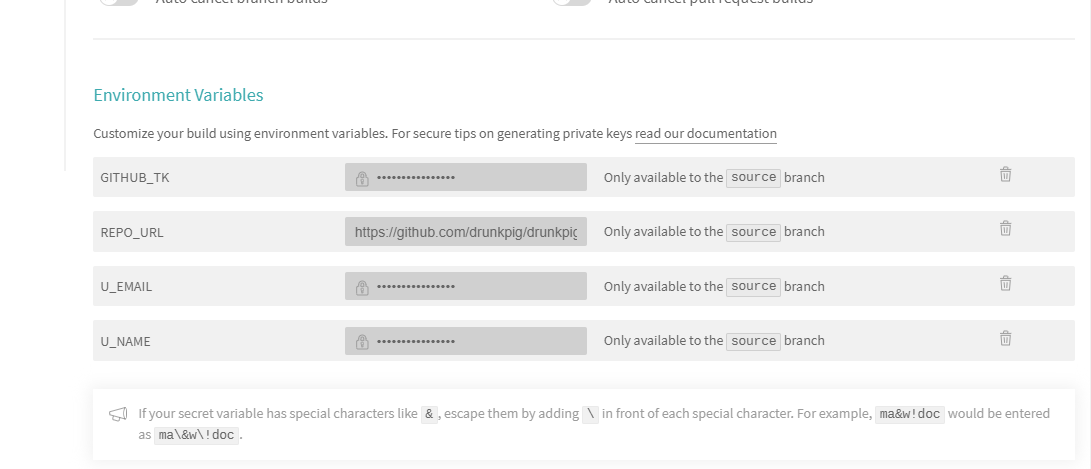 Auto cancel branch builds Auto cancel pull request builds
Environment Variables
Customize your build using environment variables. For secure tips on generating private keys read our documentation
GITHUB_TK •••••••••••••••• Only available to the source branch
REPO_URL https://github.com/drunkpig/drunkpig Only available to the source branch
U_EMAIL •••••••••••••••• Only available to the source branch
U_NAME •••••••••••••••• Only available to the source branch
If your secret variable has special characters like &, escape them by adding \ in front of each special character. For example, ma&w!doc would be entered
as ma\&w\!doc.